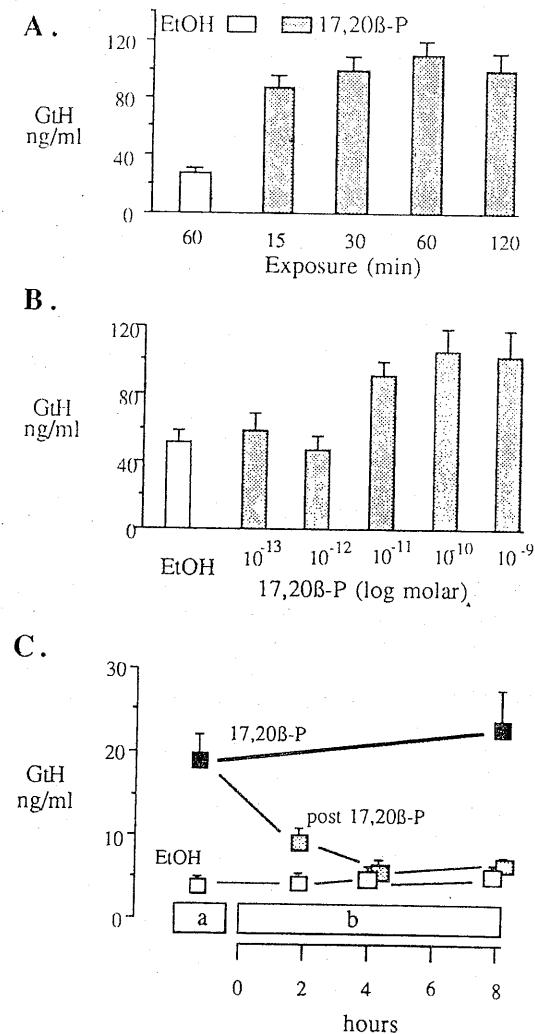 A.
EtOH 17,20ß-P
120
80
40
0
GtH
ng/ml
60 15 30 60 120
Exposure (min)
B.
120
80
40
0
GtH
ng/ml
EtOH 10-13 10-12 10-11 10-10 10-9
17,20ß-P (log molar)
C.
30
20
10
0
GtH
ng/ml
17,20ß-P
post 17,20ß-P
EtOH
a b
0 2 4 6 8
hours